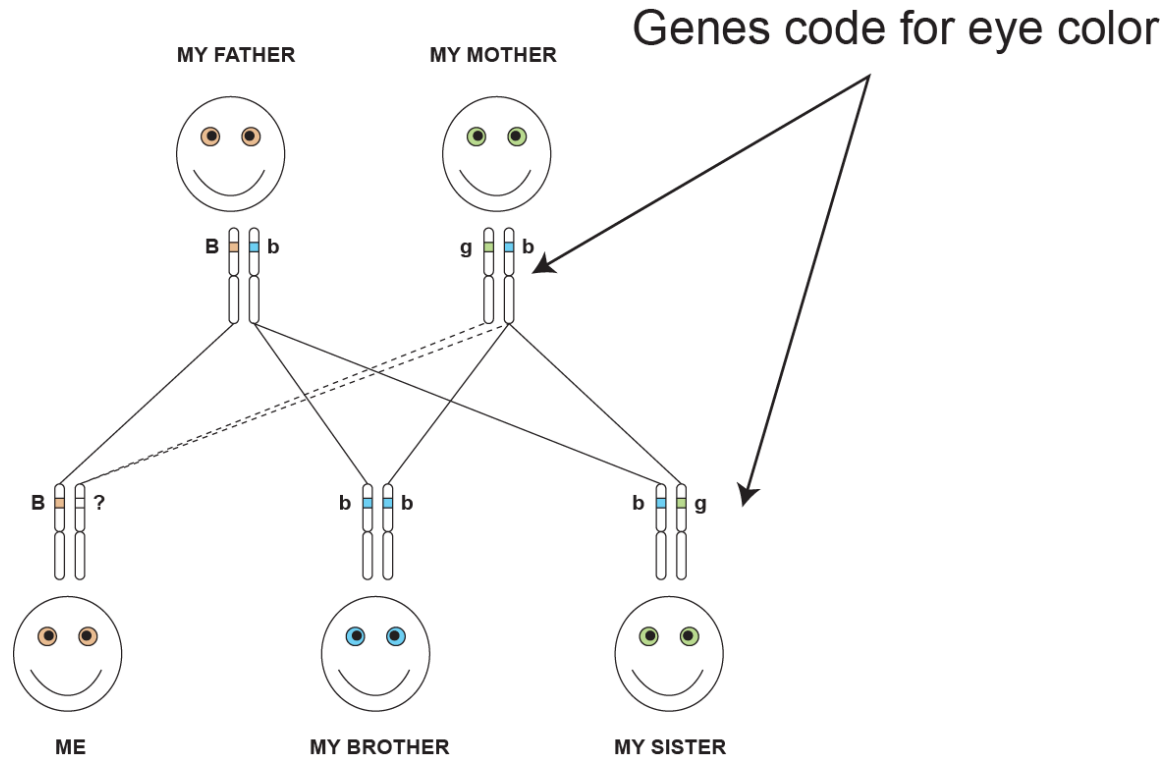 Genes code for eye color
MY FATHER
MY MOTHER
B b
g b
B ?
b b
b g
ME
MY BROTHER
MY SISTER